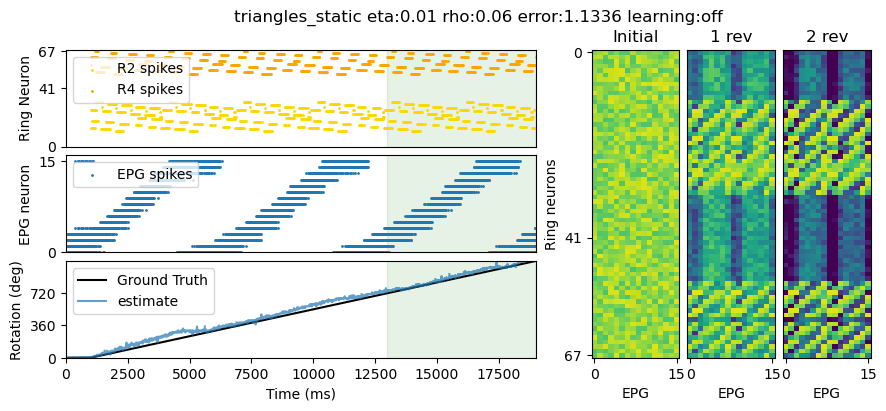 triangles_static eta:0.01 rho:0.06 error:1.1336 learning:off
Ring Neuron
67
41
0
R2 spikes
R4 spikes
EPG neuron
15
0
EPG spikes
Rotation (deg)
720
360
0
Ground Truth
estimate
0 2500 5000 7500 10000 12500 15000 17500
Time (ms)
Initial 1 rev 2 rev
Ring neurons
0
41
67
0 15 0 15 0 15
EPG EPG EPG